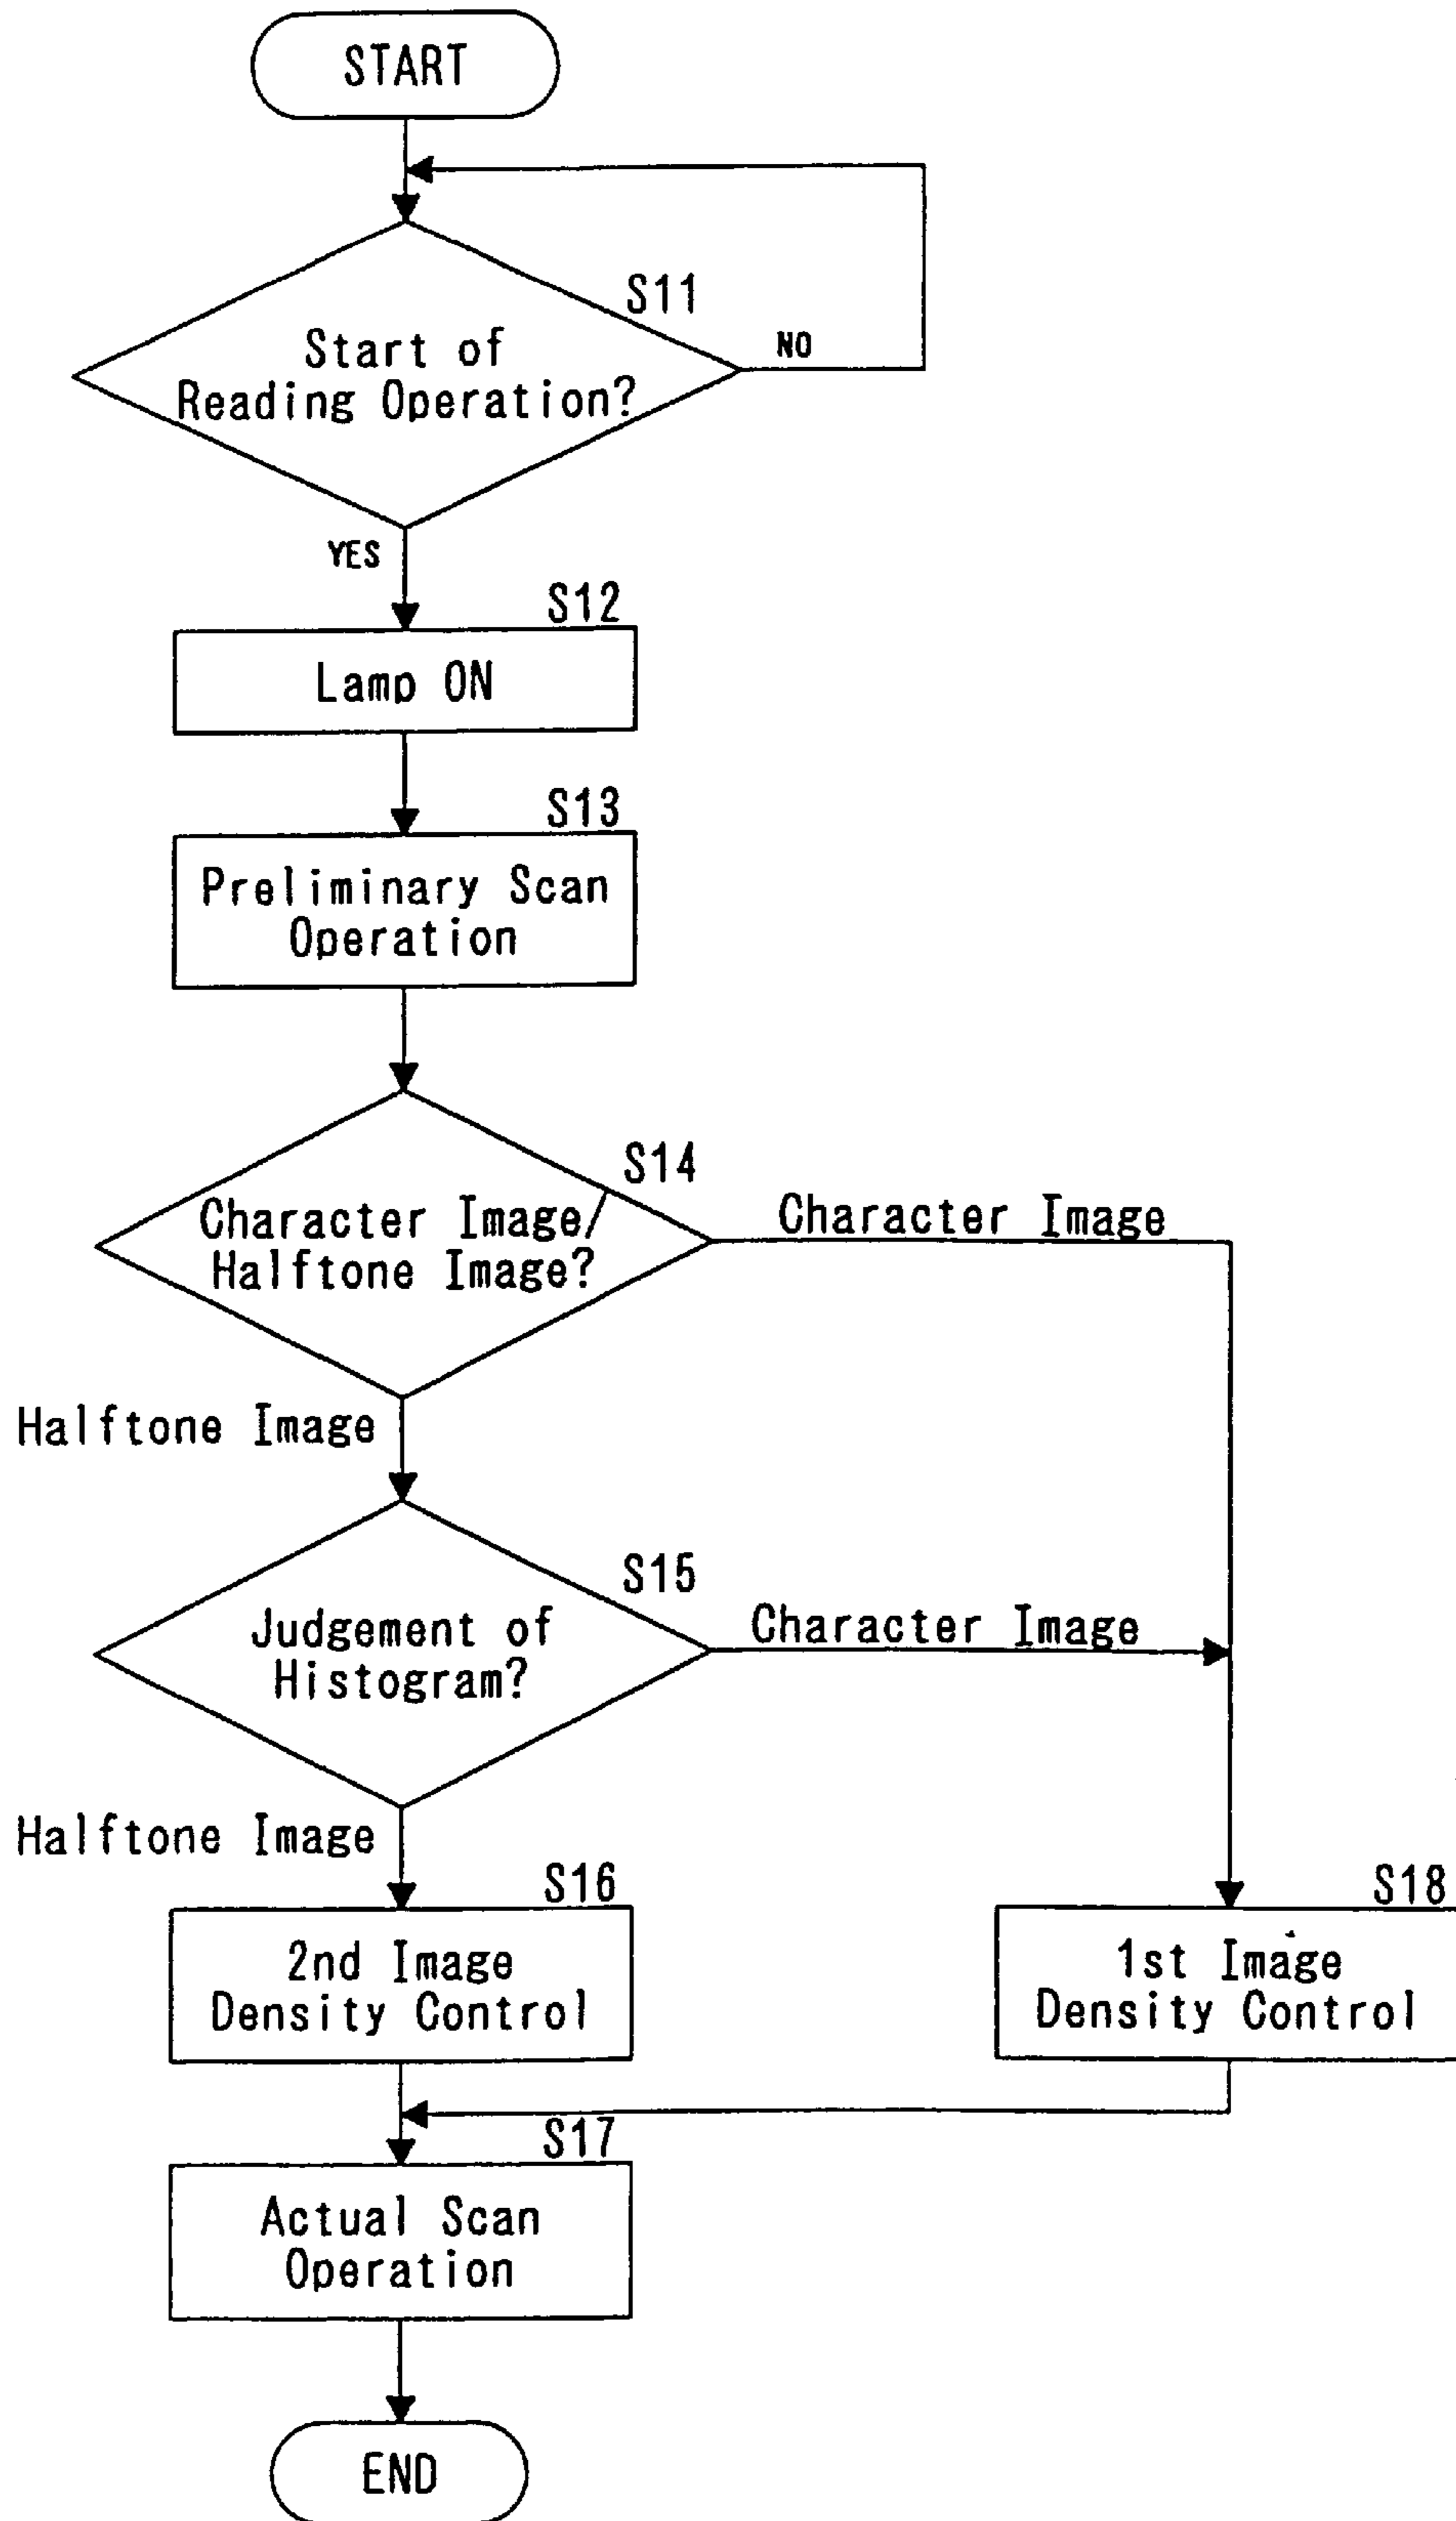 START
S11
Start of
Reading Operation?
NO
YES
S12
Lamp ON
S13
Preliminary Scan
Operation
S14
Character Image/
Halftone Image?
Character Image
Halftone Image
S15
Judgement of
Histogram?
Character Image
Halftone Image
S16
2nd Image
Density Control
S18
1st Image
Density Control
S17
Actual Scan
Operation
END